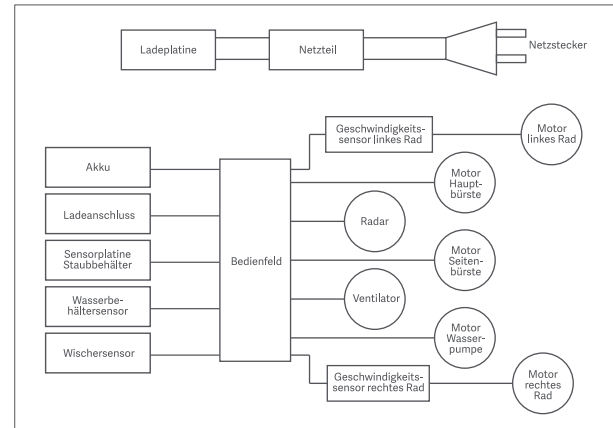 Ladeplatine
Netzteil
Netzstecker
Geschwindigkeits-
sensor linkes Rad
Motor
linkes Rad
Akku
Motor
Haupt-
bürste
Ladeanschluss
Radar
Sensorplatine
Staubbehälter
Bedienfeld
Motor
Seiten-
bürste
Wasserbe-
hältersensor
Ventilator
Wischersensor
Motor
Wasser-
pumpe
Geschwindigkeits-
sensor rechtes Rad
Motor
rechtes
Rad